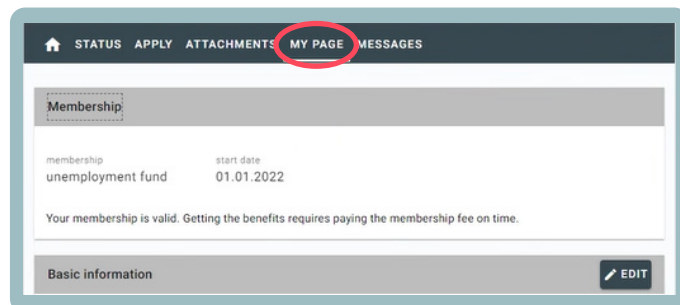 STATUS APPLY ATTACHMENTS MY PAGE MESSAGES
Membership
membership start date
unemployment fund 01.01.2022
Your membership is valid. Getting the benefits requires paying the membership fee on time.
Basic information EDIT